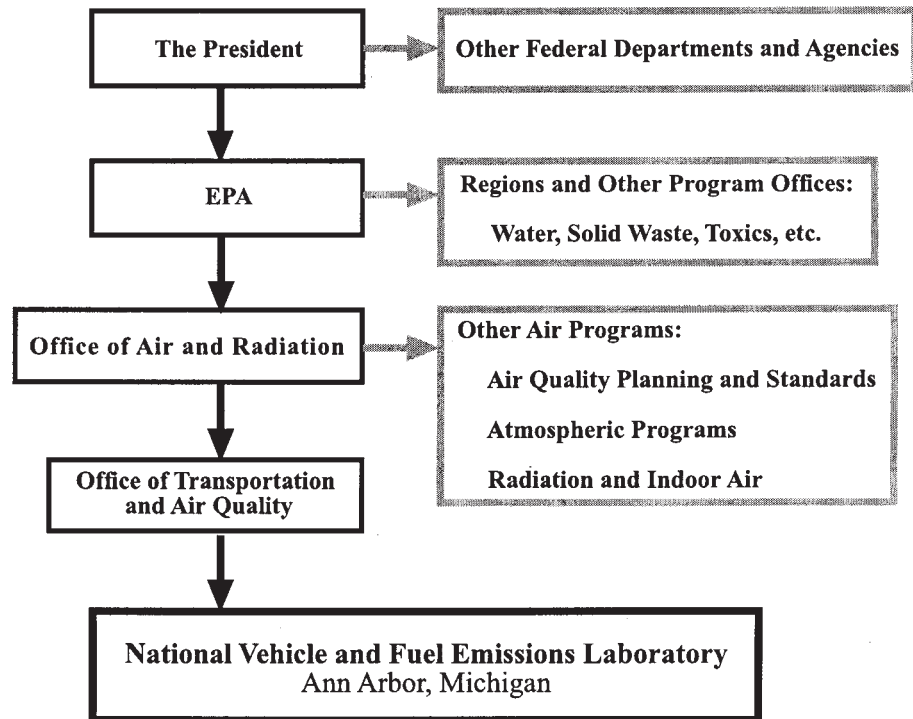 The President
Other Federal Departments and Agencies
EPA
Regions and Other Program Offices:
Water, Solid Waste, Toxics, etc.
Office of Air and Radiation
Other Air Programs:
Air Quality Planning and Standards
Atmospheric Programs
Radiation and Indoor Air
Office of Transportation
and Air Quality
National Vehicle and Fuel Emissions Laboratory
Ann Arbor, Michigan